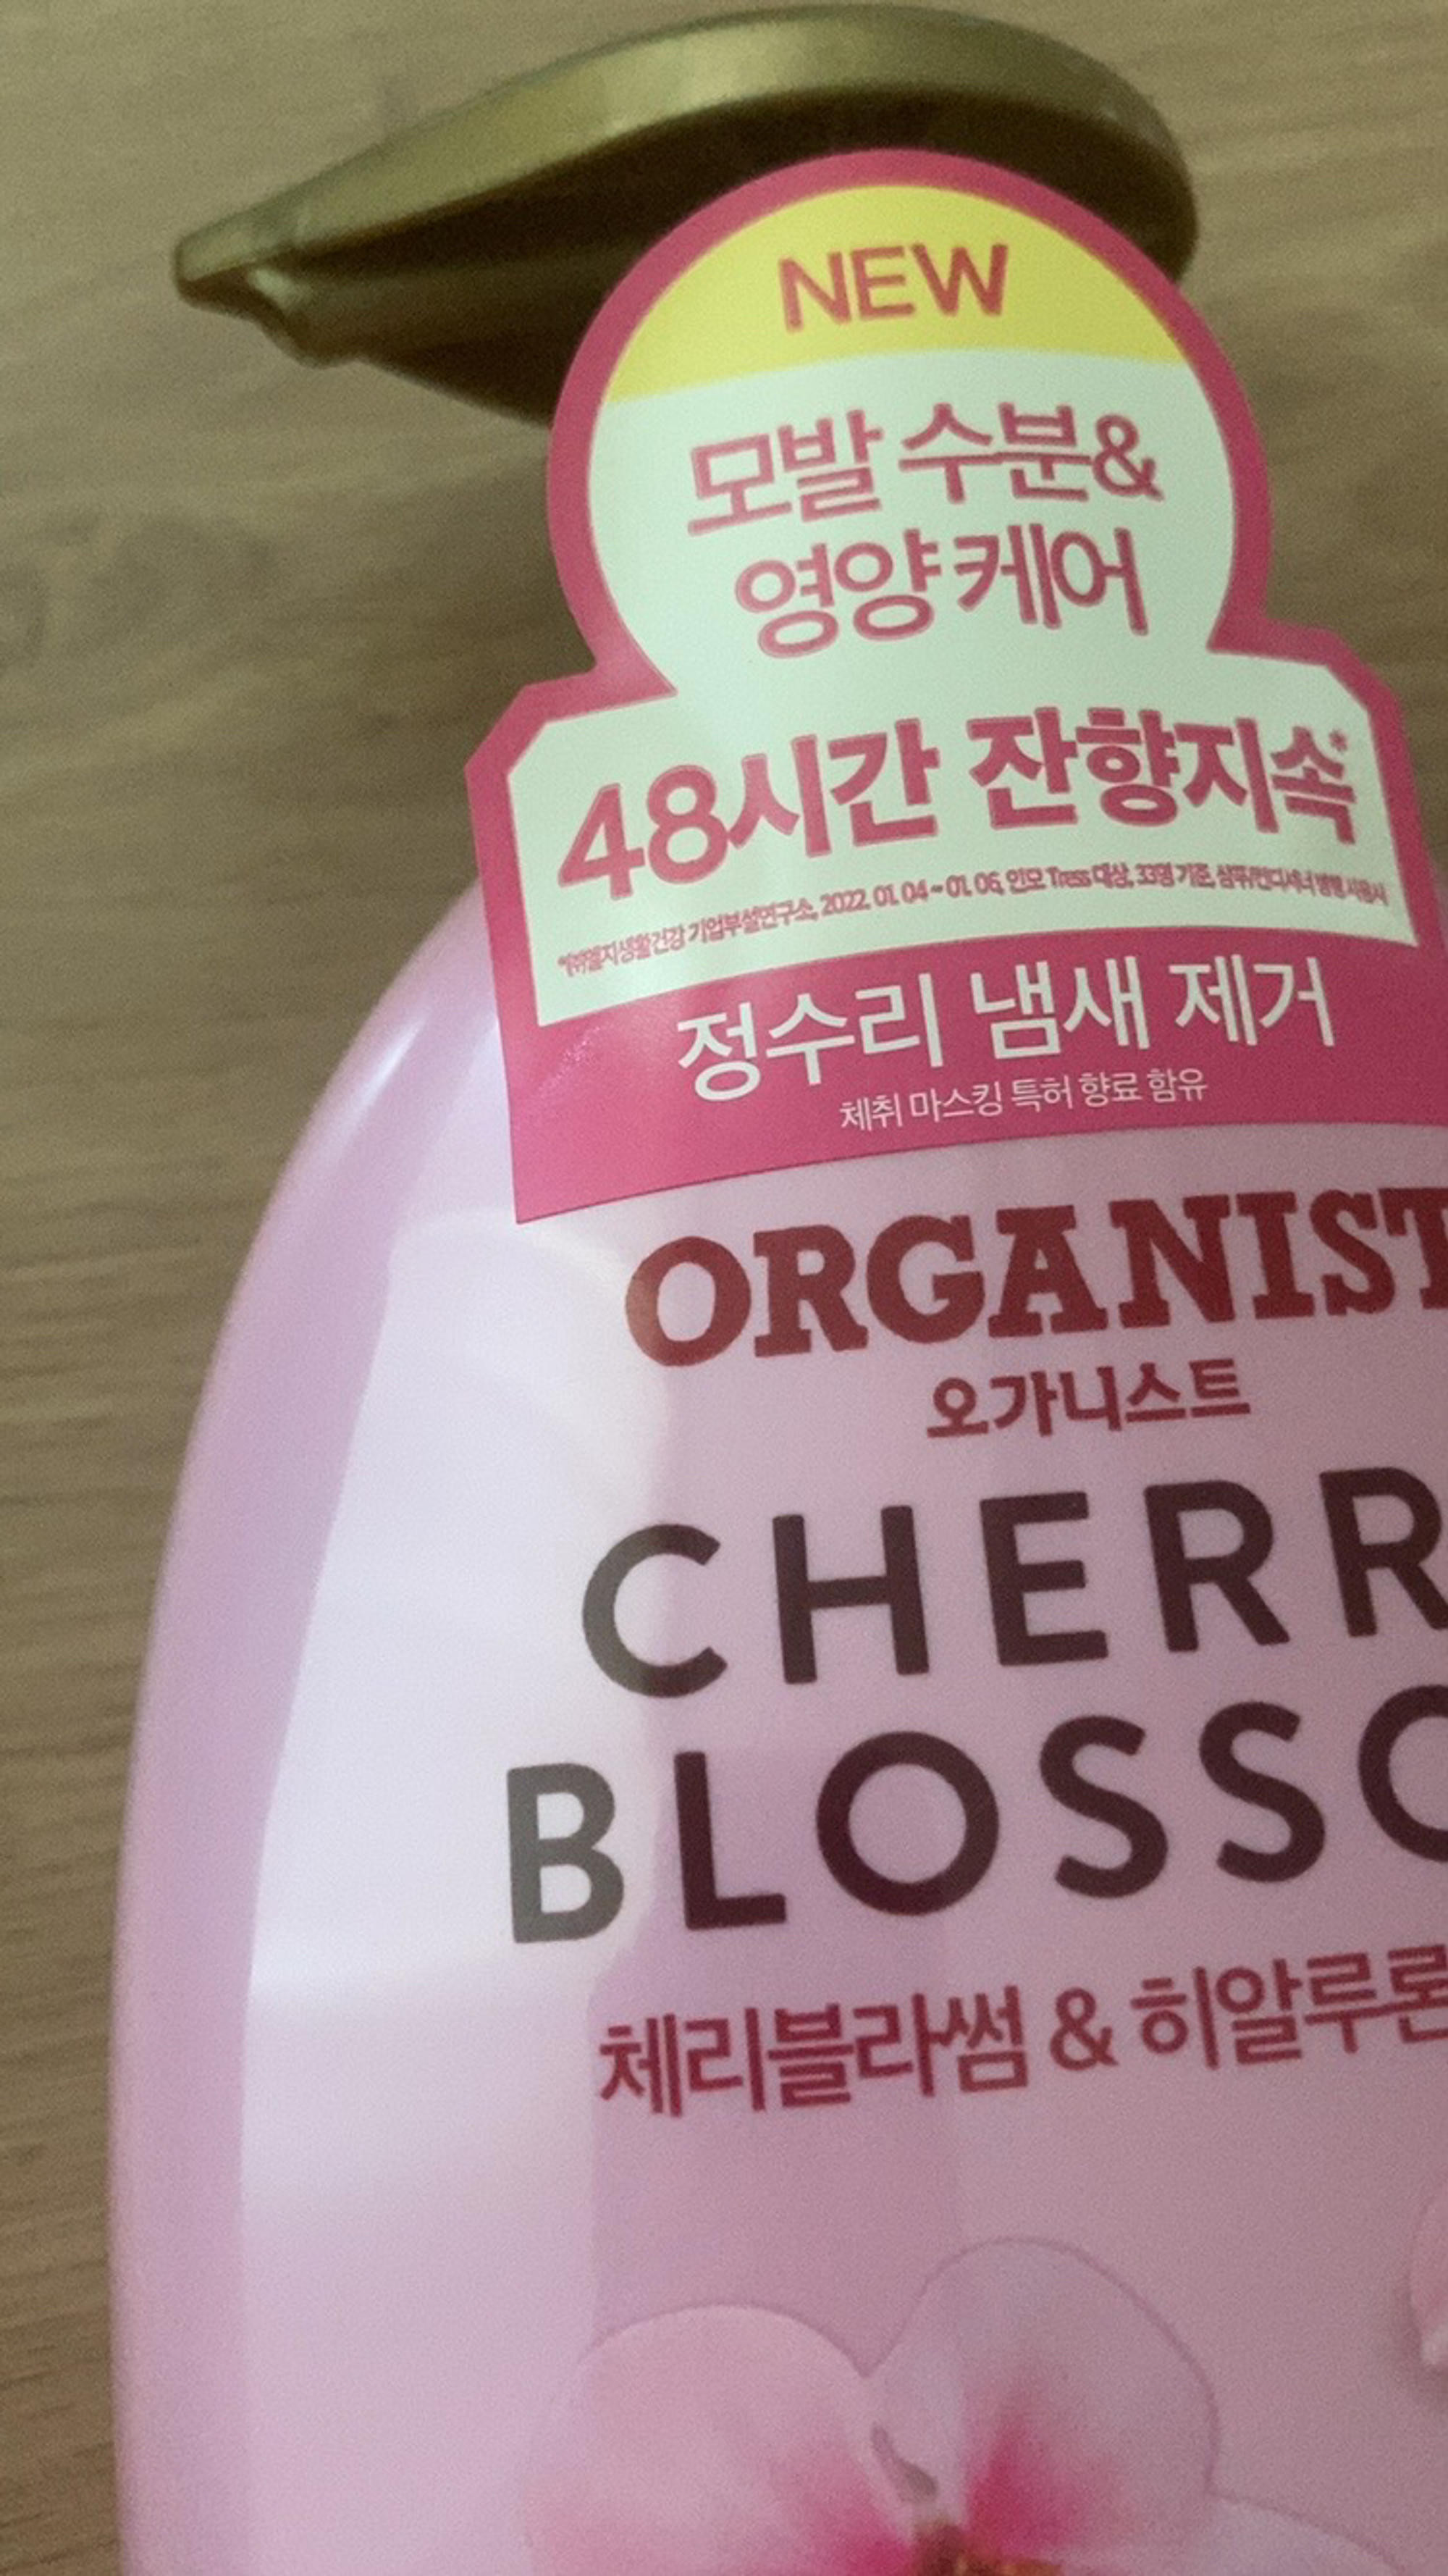 NEW
모발 수분&
영양 케어
48시간 잔향지속*
*(주)엘지생활건강 기업부설연구소, 2022. 01. 04 ~ 01. 06, 인모 Tress 대상, 33명 기준, 샴푸/컨디셔너 병행 사용시
정수리 냄새 제거
체취 마스킹 특허 향료 함유
ORGANIST
오가니스트
CHERR
BLOSSO
체리블라썸 & 히알루론